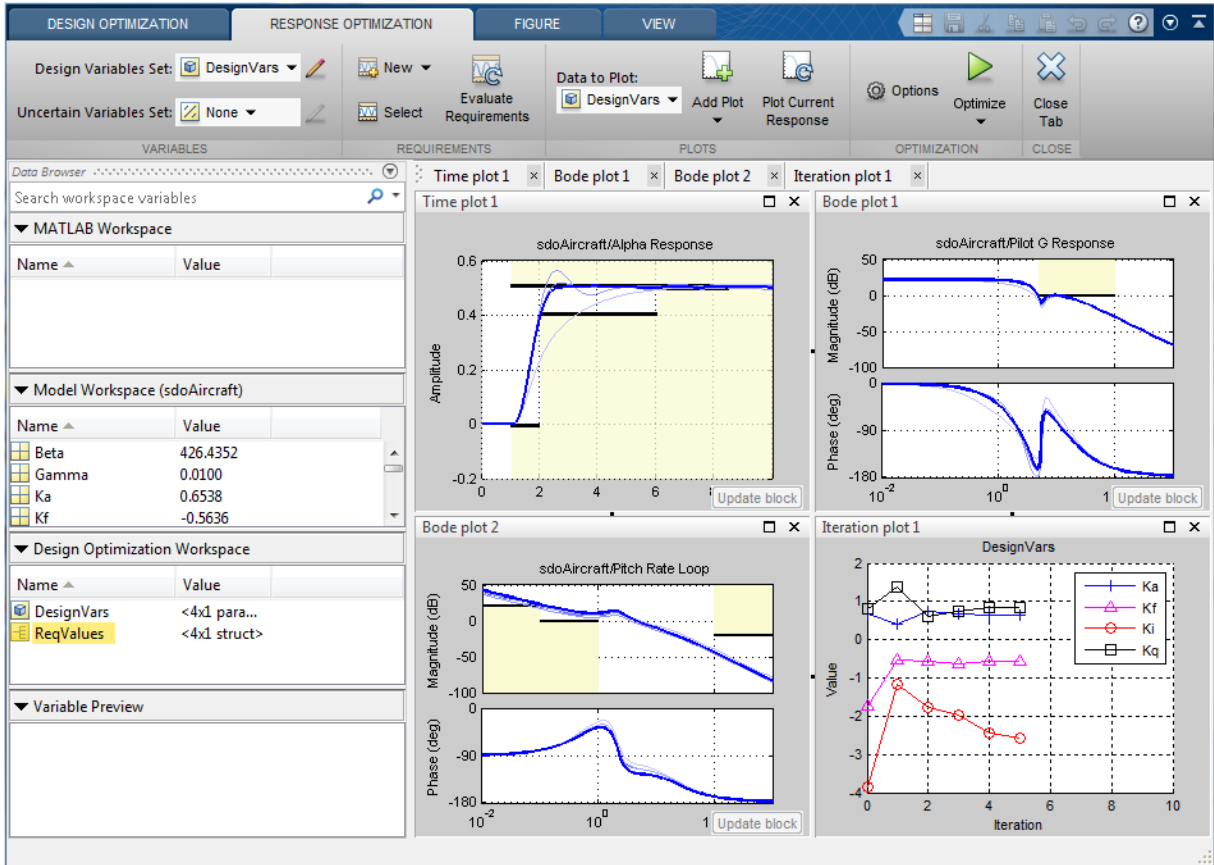 DESIGN OPTIMIZATION RESPONSE OPTIMIZATION FIGURE VIEW
Design Variables Set: DesignVars
Uncertain Variables Set: None
VARIABLES
New
Select
Evaluate
Requirements
REQUIREMENTS
Data to Plot:
DesignVars
Add Plot
Plot Current
Response
PLOTS
Options
Optimize
OPTIMIZATION
Close
Tab
CLOSE
Data Browser
Search workspace variables
MATLAB Workspace
Name Value
Model Workspace (sdoAircraft)
Name Value
Beta 426.4352
Gamma 0.0100
Ka 0.6538
Kf -0.5636
Design Optimization Workspace
Name Value
DesignVars <4x1 para...
ReqValues <4x1 struct>
Variable Preview
Time plot 1 × Bode plot 1 × Bode plot 2 × Iteration plot 1 ×
Time plot 1
sdoAircraft/Alpha Response
Amplitude
0.6
0.4
0.2
0
-0.2
0 2 4 6
Update block
Bode plot 1
sdoAircraft/Pilot G Response
Magnitude (dB)
50
0
-50
-100
Phase (deg)
0
-90
-180
10^-2 10^0 1
Update block
Bode plot 2
sdoAircraft/Pitch Rate Loop
Magnitude (dB)
50
0
-50
-100
Phase (deg)
0
-90
-180
10^-2 10^0 1
Update block
Iteration plot 1
DesignVars
Value
2
1
0
-1
-2
-3
-4
0 2 4 6 8 10
Iteration
Ka
Kf
Ki
Kq